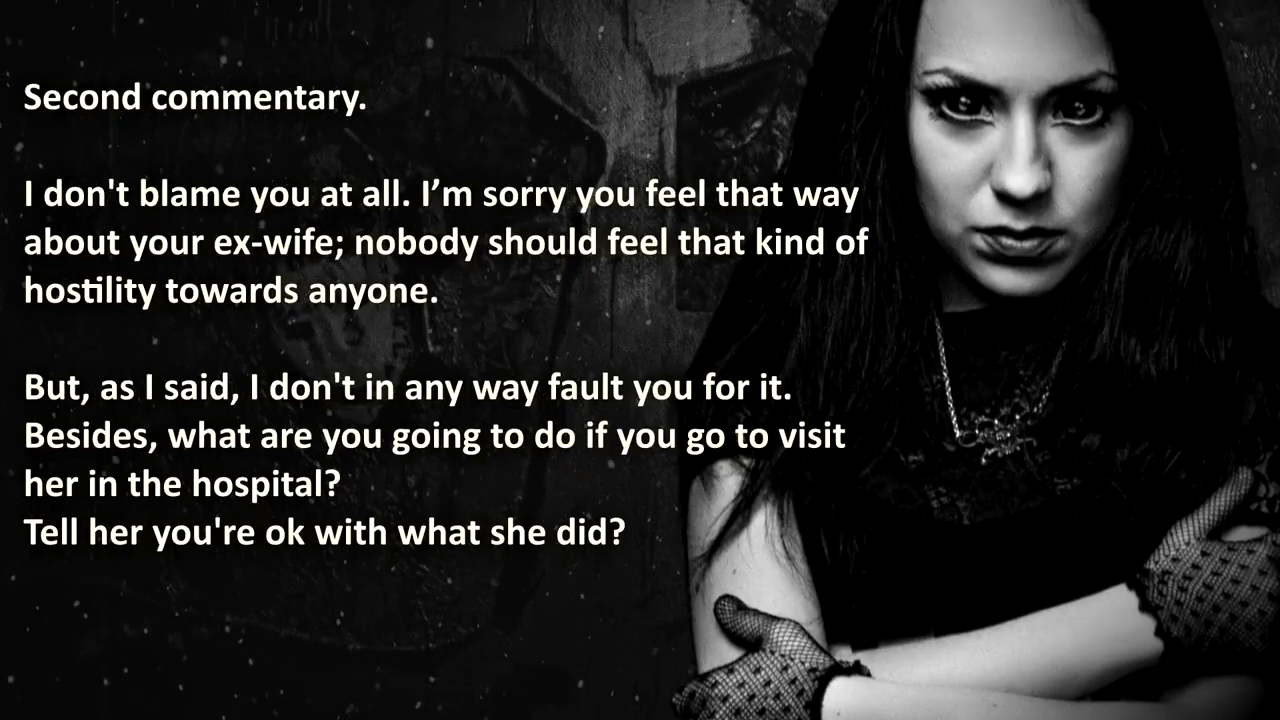 Second commentary.
I don't blame you at all. I’m sorry you feel that way
about your ex-wife; nobody should feel that kind of
hostility towards anyone.
But, as I said, I don't in any way fault you for it.
Besides, what are you going to do if you go to visit
her in the hospital?
Tell her you're ok with what she did?